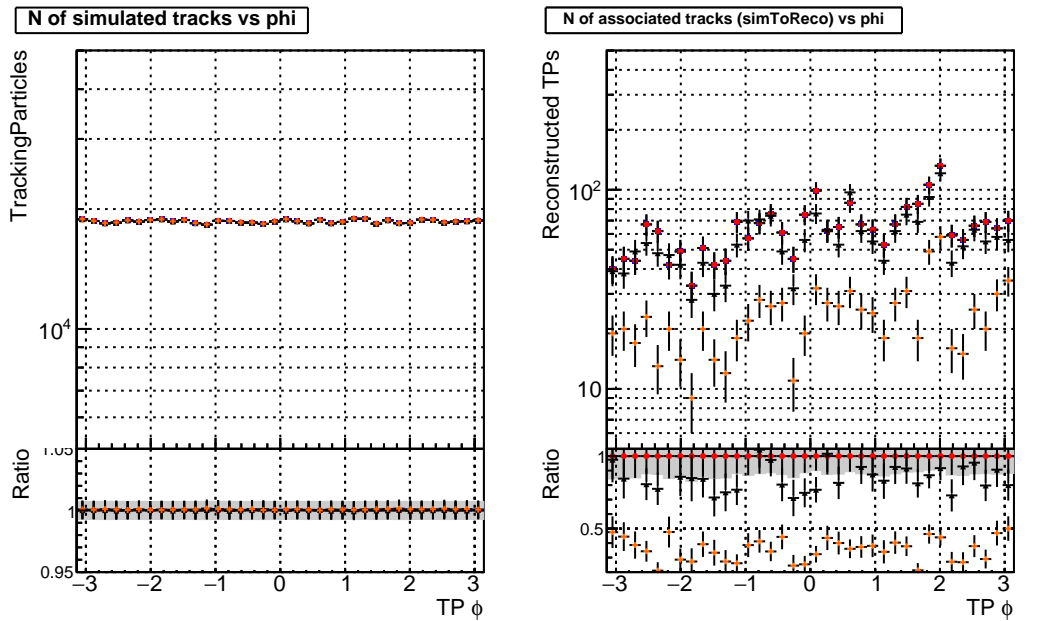 N of simulated tracks vs phi
TrackingParticles
10^4
Ratio
1.05
1
0.95
−3 −2 −1 0 1 2 3
TP ϕ
N of associated tracks (simToReco) vs phi
Reconstructed TPs
10^2
10
Ratio
1
0.5
−3 −2 −1 0 1 2 3
TP ϕ